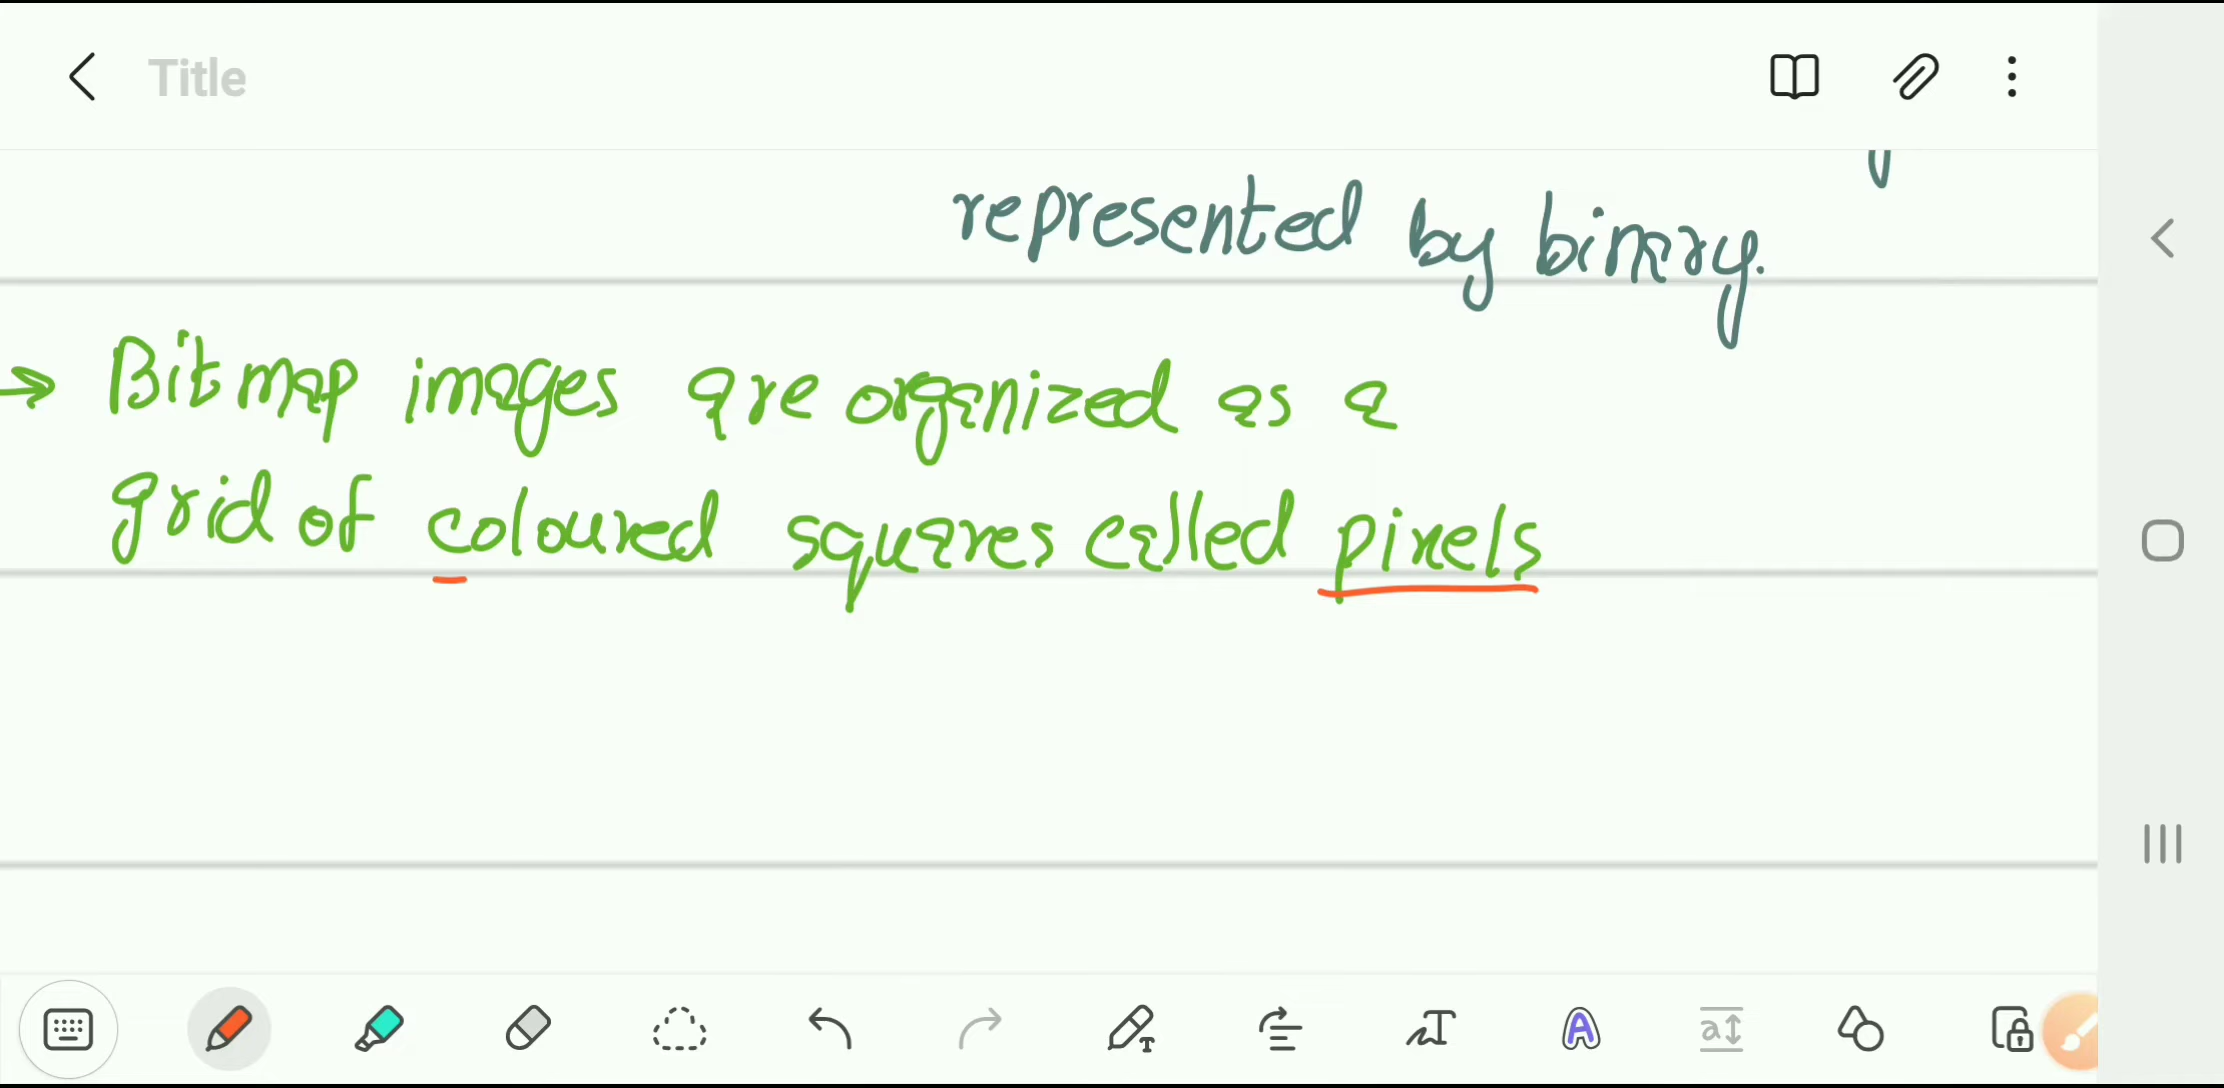 Title
represented by binary.
→ Bitmap images are organized as a
grid of coloured squares called pixels